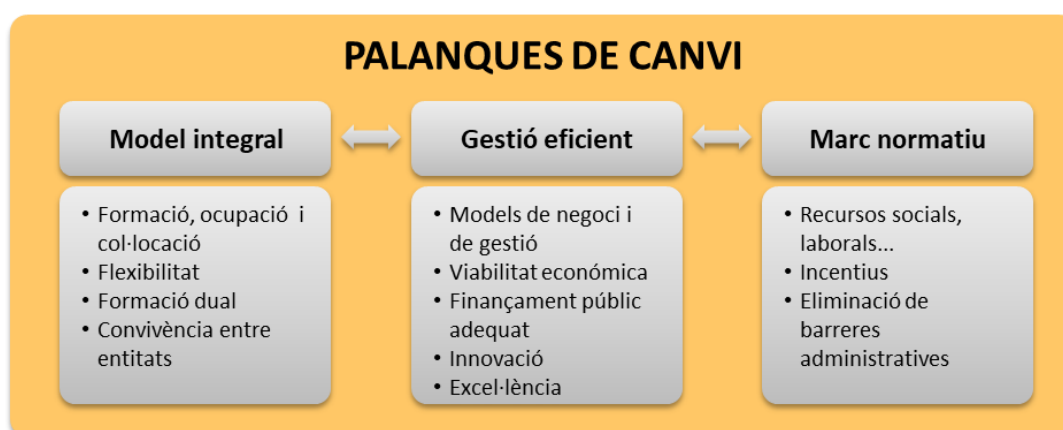 PALANQUES DE CANVI
Model integral
Gestió eficient
Marc normatiu
• Formació, ocupació i
col·locació
• Flexibilitat
• Formació dual
• Convivència entre
entitats
• Models de negoci i
de gestió
• Viabilitat económica
• Finançament públic
adequat
• Innovació
• Excel·lència
• Recursos socials,
laborals...
• Incentius
• Eliminació de
barreres
administratives